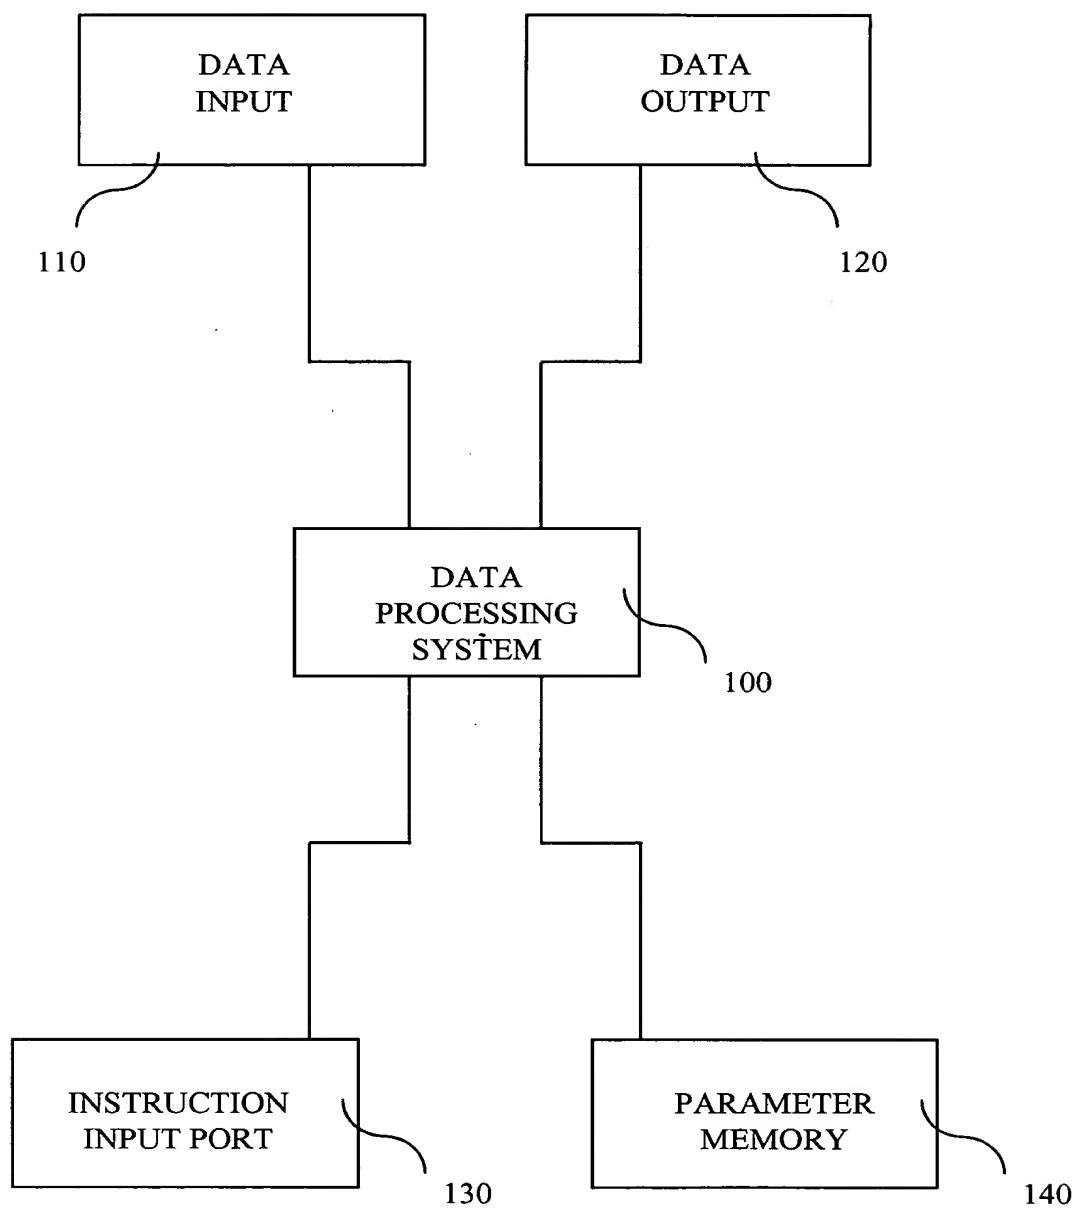 DATA
INPUT
DATA
OUTPUT
110
120
DATA
PROCESSING
SYSTEM
100
INSTRUCTION
INPUT PORT
PARAMETER
MEMORY
130
140